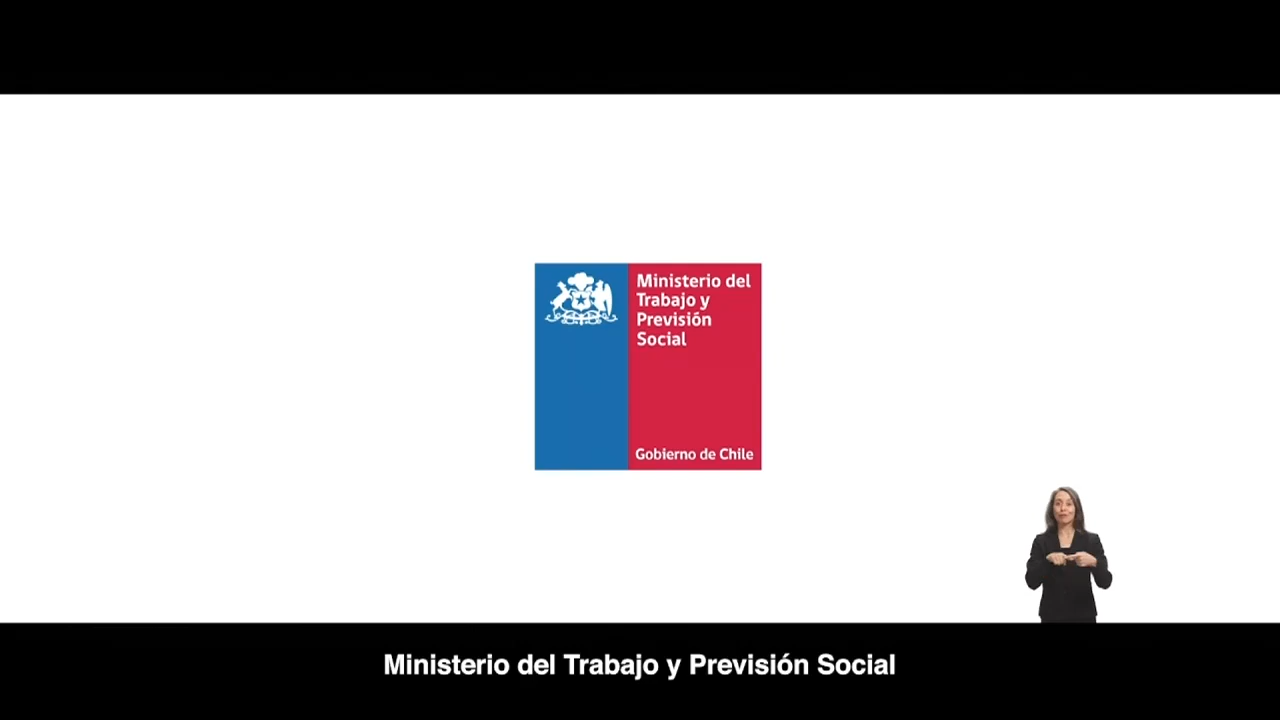 Ministerio del
Trabajo y
Previsión
Social
Gobierno de Chile
Ministerio del Trabajo y Previsión Social